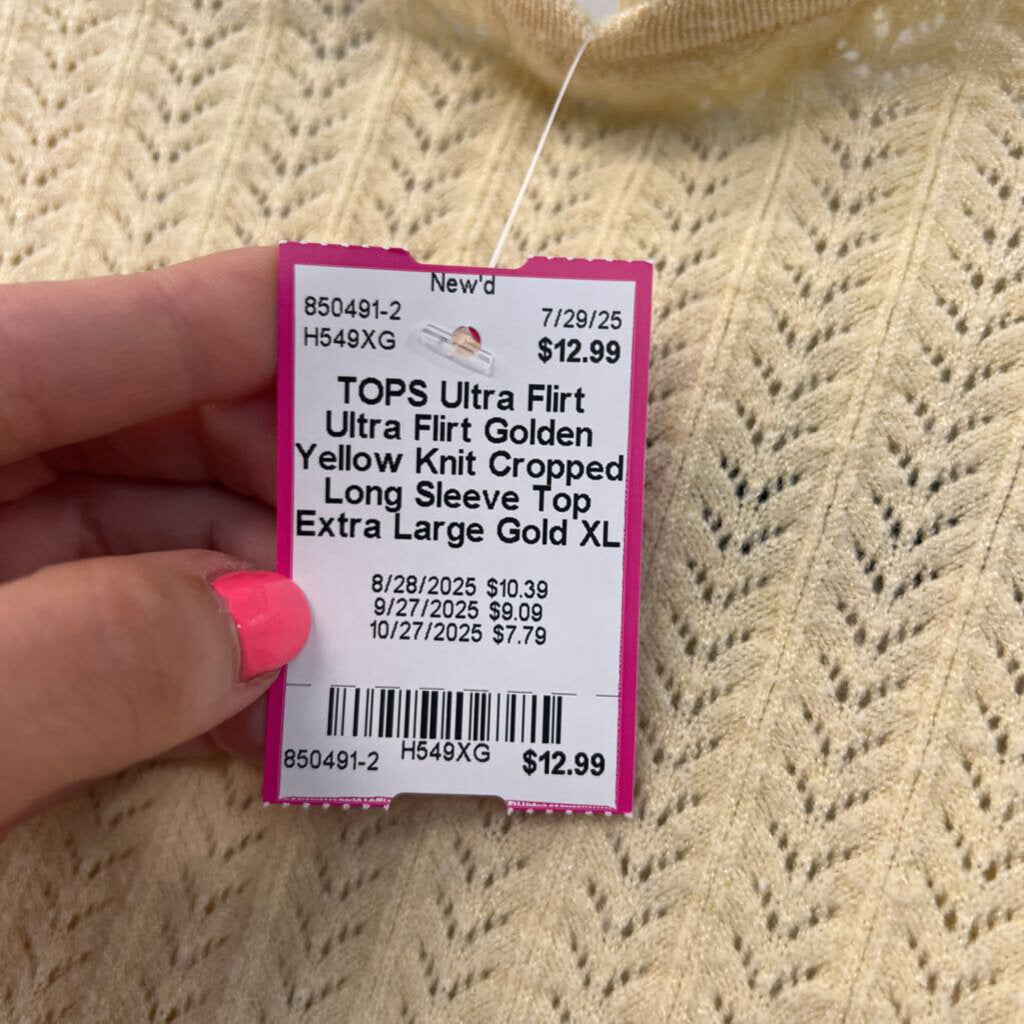 New'd
850491-2 7/29/25
H549XG $12.99
TOPS Ultra Flirt
Ultra Flirt Golden
Yellow Knit Cropped
Long Sleeve Top
Extra Large Gold XL
8/28/2025 $10.39
9/27/2025 $9.09
10/27/2025 $7.79
850491-2 H549XG $12.99